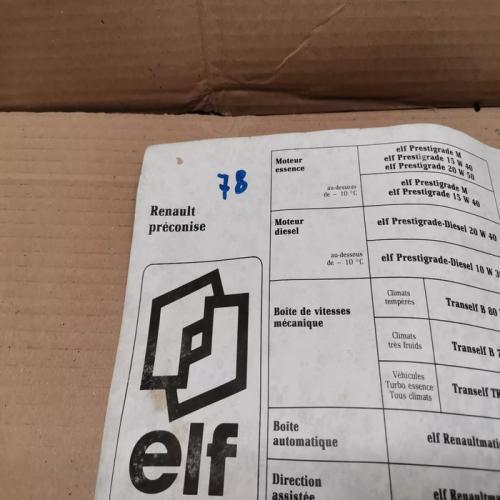 78
Renault
préconise
elf
Moteur
essence
elf Prestigrade M
elf Prestigrade 15 W 40
elf Prestigrade 20 W 50
au-dessous
de - 10 °C
elf Prestigrade M
elf Prestigrade 15 W 40
Moteur
diesel
elf Prestigrade-Diesel 20 W 40
au-dessous
de - 10 °C
elf Prestigrade-Diesel 10 W
Boîte de vitesses
mécanique
Climats
tempérés
Tranself B 80
Climats
très froids
Tranself B
Véhicules
Turbo essence
Tous climats
Tranself
Boîte
automatique
elf Renaultmati
Direction
assistée